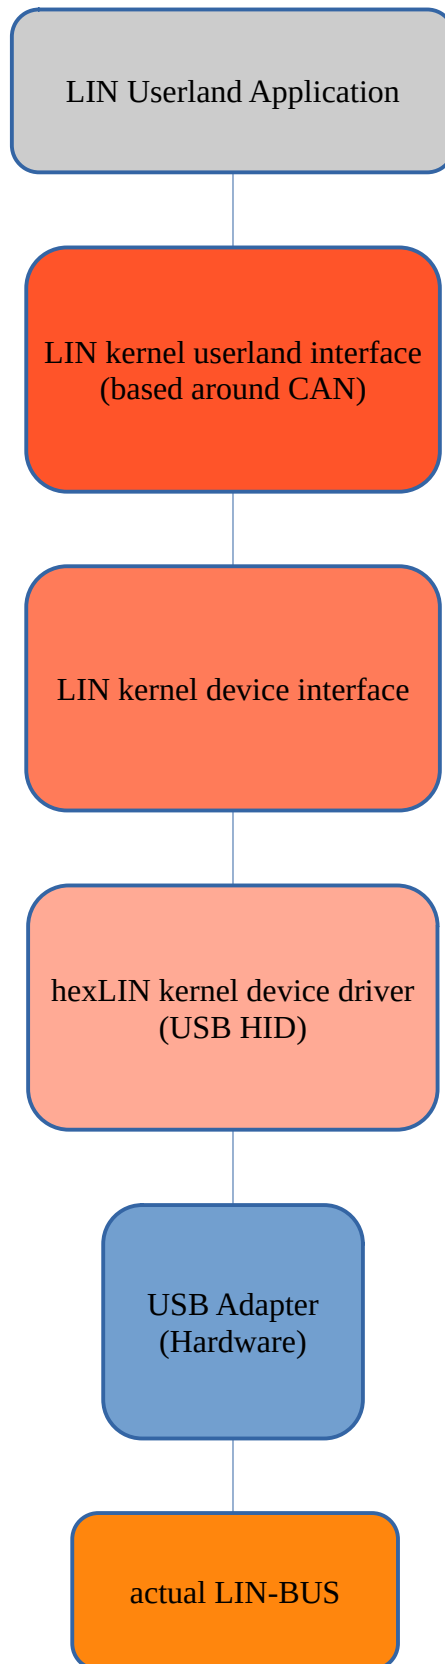 LIN Userland Application
LIN kernel userland interface
(based around CAN)
LIN kernel device interface
hexLIN kernel device driver
(USB HID)
USB Adapter
(Hardware)
actual LIN-BUS